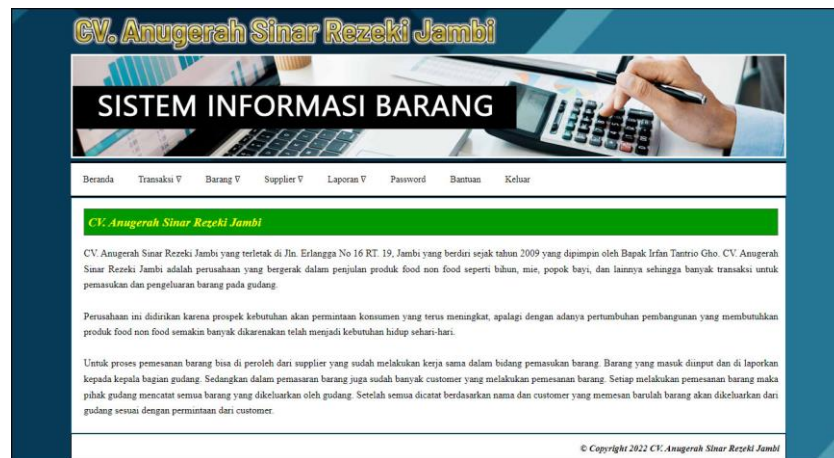 CV. Anugerah Sinar Rezeki Jambi
SISTEM INFORMASI BARANG
Beranda Transaksi ∇ Barang ∇ Supplier ∇ Laporan ∇ Password Bantuan Keluar
CV. Anugerah Sinar Rezeki Jambi
CV. Anugerah Sinar Rezeki Jambi yang terletak di Jln. Erlangga No 16 RT. 19, Jambi yang berdiri sejak tahun 2009 yang dipimpin oleh Bapak Irfan Tantrio Gho. CV. Anugerah
Sinar Rezeki Jambi adalah perusahaan yang bergerak dalam penjulan produk food non food seperti bihun, mie, popok bayi, dan lainnya sehingga banyak transaksi untuk
pemasukan dan pengeluaran barang pada gudang.
Perusahaan ini didirikan karena prospek kebutuhan akan permintaan konsumen yang terus meningkat, apalagi dengan adanya pertumbuhan pembangunan yang membutuhkan
produk food non food semakin banyak dikarenakan telah menjadi kebutuhan hidup sehari-hari.
Untuk proses pemesanan barang bisa di peroleh dari supplier yang sudah melakukan kerja sama dalam bidang pemasukan barang. Barang yang masuk diinput dan di laporkan
kepada kepala bagian gudang. Sedangkan dalam pemasaran barang juga sudah banyak customer yang melakukan pemesanan barang. Setiap melakukan pemesanan barang maka
pihak gudang mencatat semua barang yang dikeluarkan oleh gudang. Setelah semua dicatat berdasarkan nama dan customer yang memesan barulah barang akan dikeluarkan dari
gudang sesuai dengan permintaan dari customer.
© Copyright 2022 CV. Anugerah Sinar Rezeki Jambi